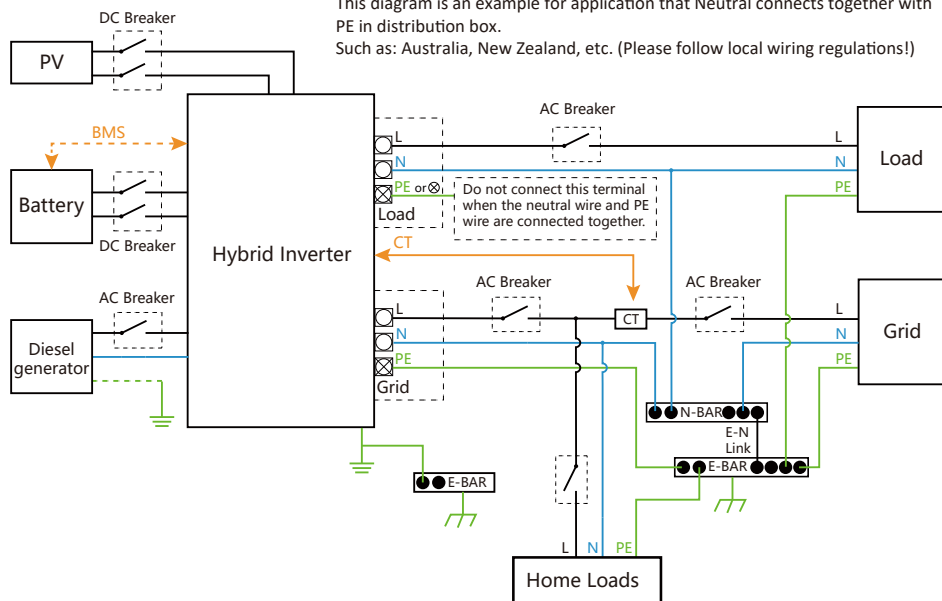 This diagram is an example for application that Neutral connects together with
PE in distribution box.
Such as: Australia, New Zealand, etc. (Please follow local wiring regulations!)
DC Breaker
PV
BMS
Battery
DC Breaker
AC Breaker
Diesel
generator
Hybrid Inverter
L
N
PE or
Load
Do not connect this terminal
when the neutral wire and PE
wire are connected together.
CT
AC Breaker
L
N
PE
Load
L
N
PE
Grid
AC Breaker
CT
AC Breaker
L
N
PE
Grid
N-BAR
E-N
Link
E-BAR
E-BAR
L
N
PE
Home Loads